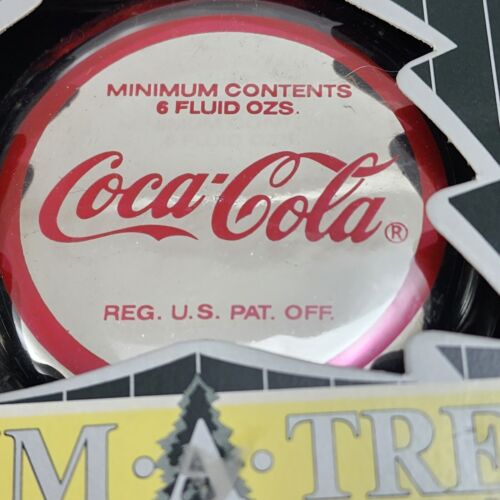 MINIMUM CONTENTS
6 FLUID OZS.
Coca-Cola®
REG. U.S. PAT. OFF.
M•A•TRE